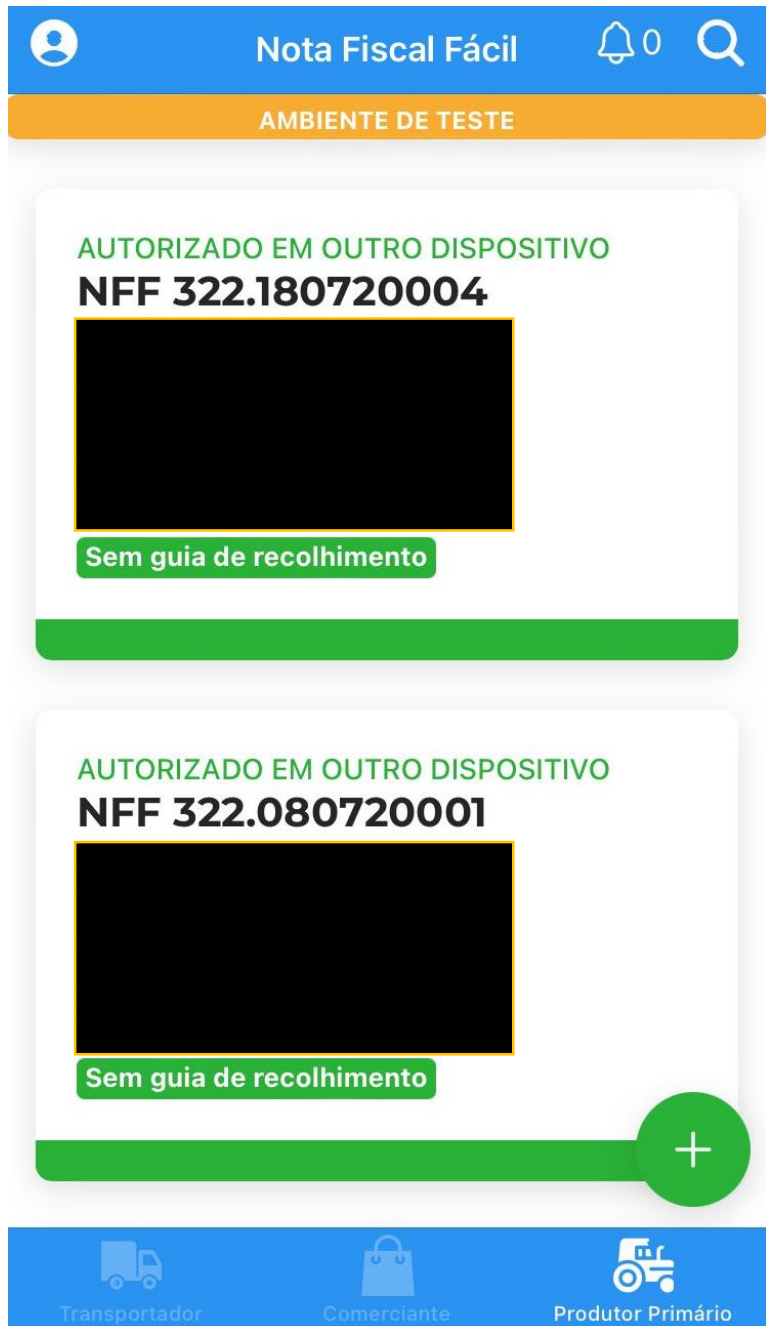 Nota Fiscal Fácil 0
AMBIENTE DE TESTE
AUTORIZADO EM OUTRO DISPOSITIVO
NFF 322.180720004
Sem guia de recolhimento
AUTORIZADO EM OUTRO DISPOSITIVO
NFF 322.080720001
Sem guia de recolhimento
Transportador Comerciante Produtor Primário